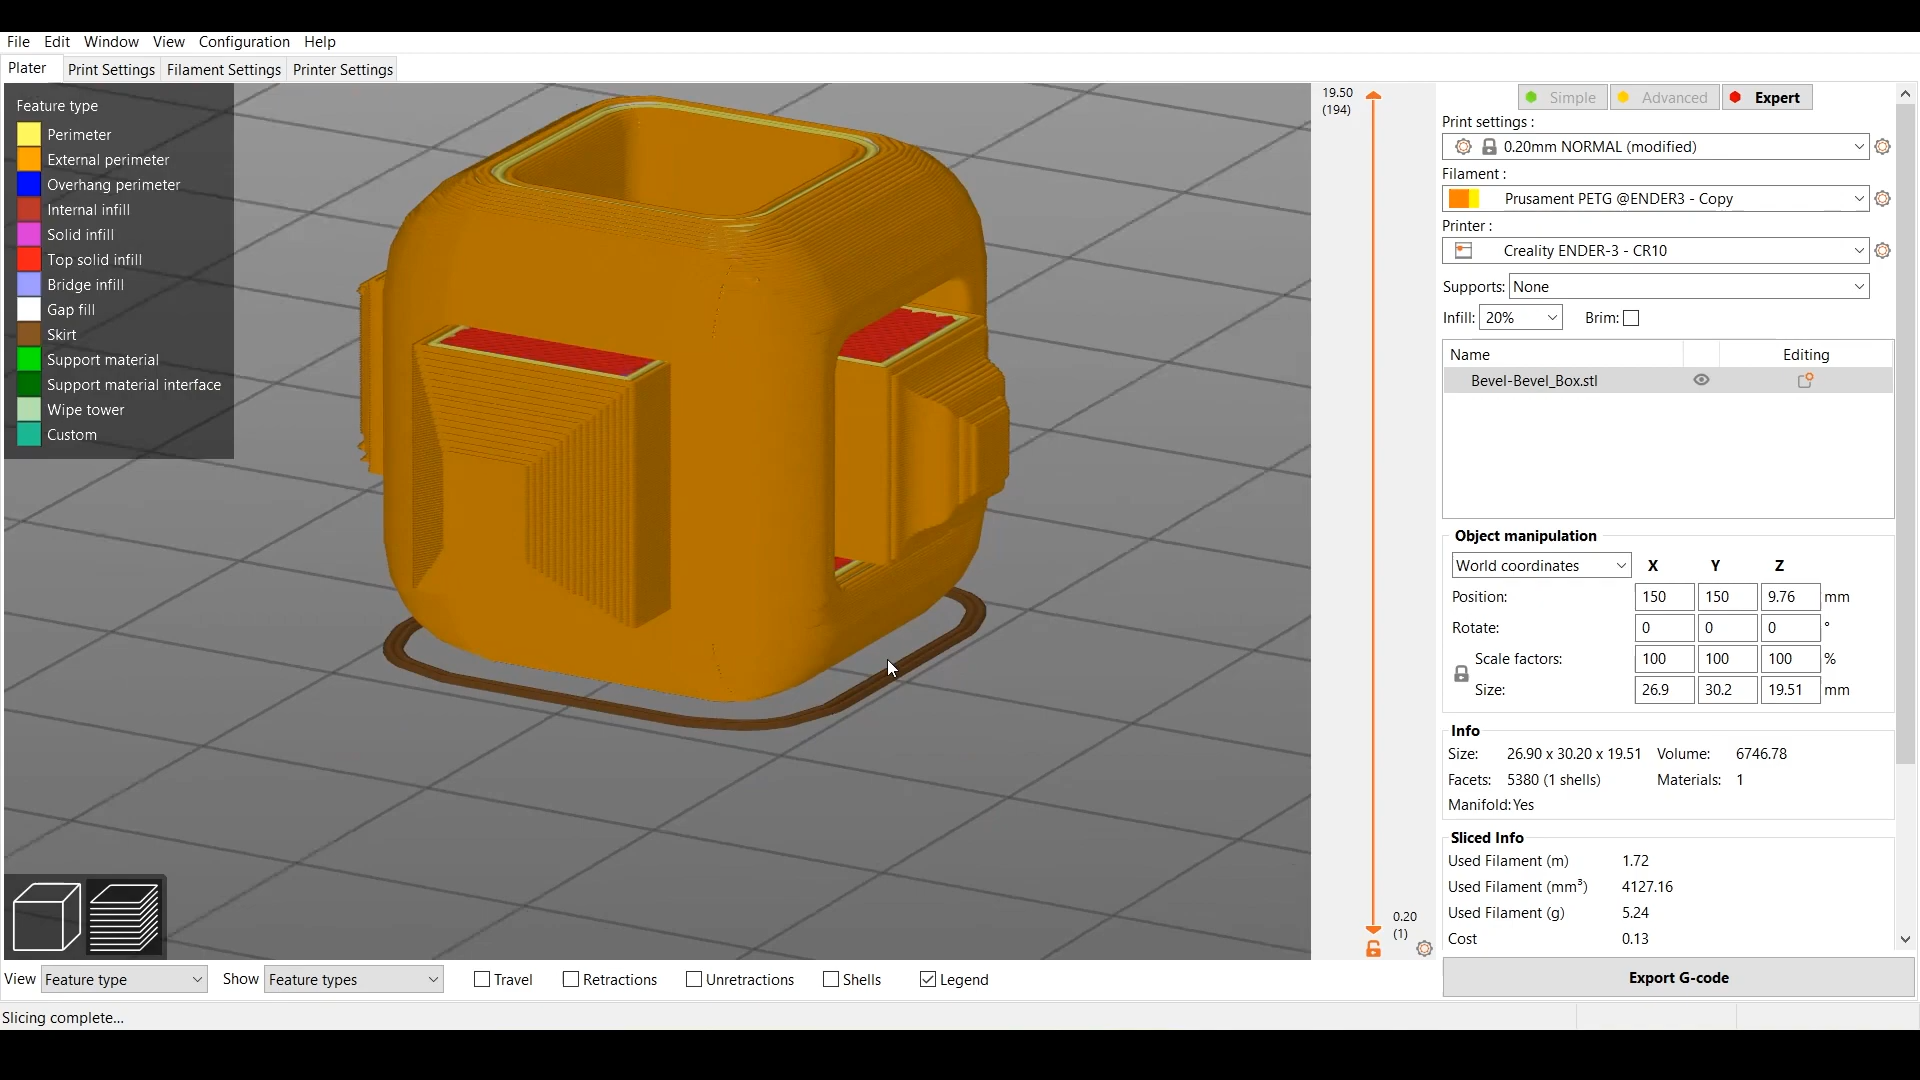 File Edit Window View Configuration Help
Plater Print Settings Filament Settings Printer Settings
Feature type
Perimeter
External perimeter
Overhang perimeter
Internal infill
Solid infill
Top solid infill
Bridge infill
Gap fill
Skirt
Support material
Support material interface
Wipe tower
Custom
19.50
(194)
0.20
(1)
Simple Advanced Expert
Print settings :
0.20mm NORMAL (modified)
Filament :
Prusament PETG @ENDER3 - Copy
Printer :
Creality ENDER-3 - CR10
Supports: None
Infill: 20% Brim:
Name Editing
Bevel-Bevel_Box.stl
Object manipulation
World coordinates X Y Z
Position: 150 150 9.76 mm
Rotate: 0 0 0 °
Scale factors: 100 100 100 %
Size: 26.9 30.2 19.51 mm
Info
Size: 26.90 x 30.20 x 19.51 Volume: 6746.78
Facets: 5380 (1 shells) Materials: 1
Manifold: Yes
Sliced Info
Used Filament (m) 1.72
Used Filament (mm³) 4127.16
Used Filament (g) 5.24
Cost 0.13
View Feature type Show Feature types Travel Retractions Unretractions Shells Legend
Export G-code
Slicing complete...